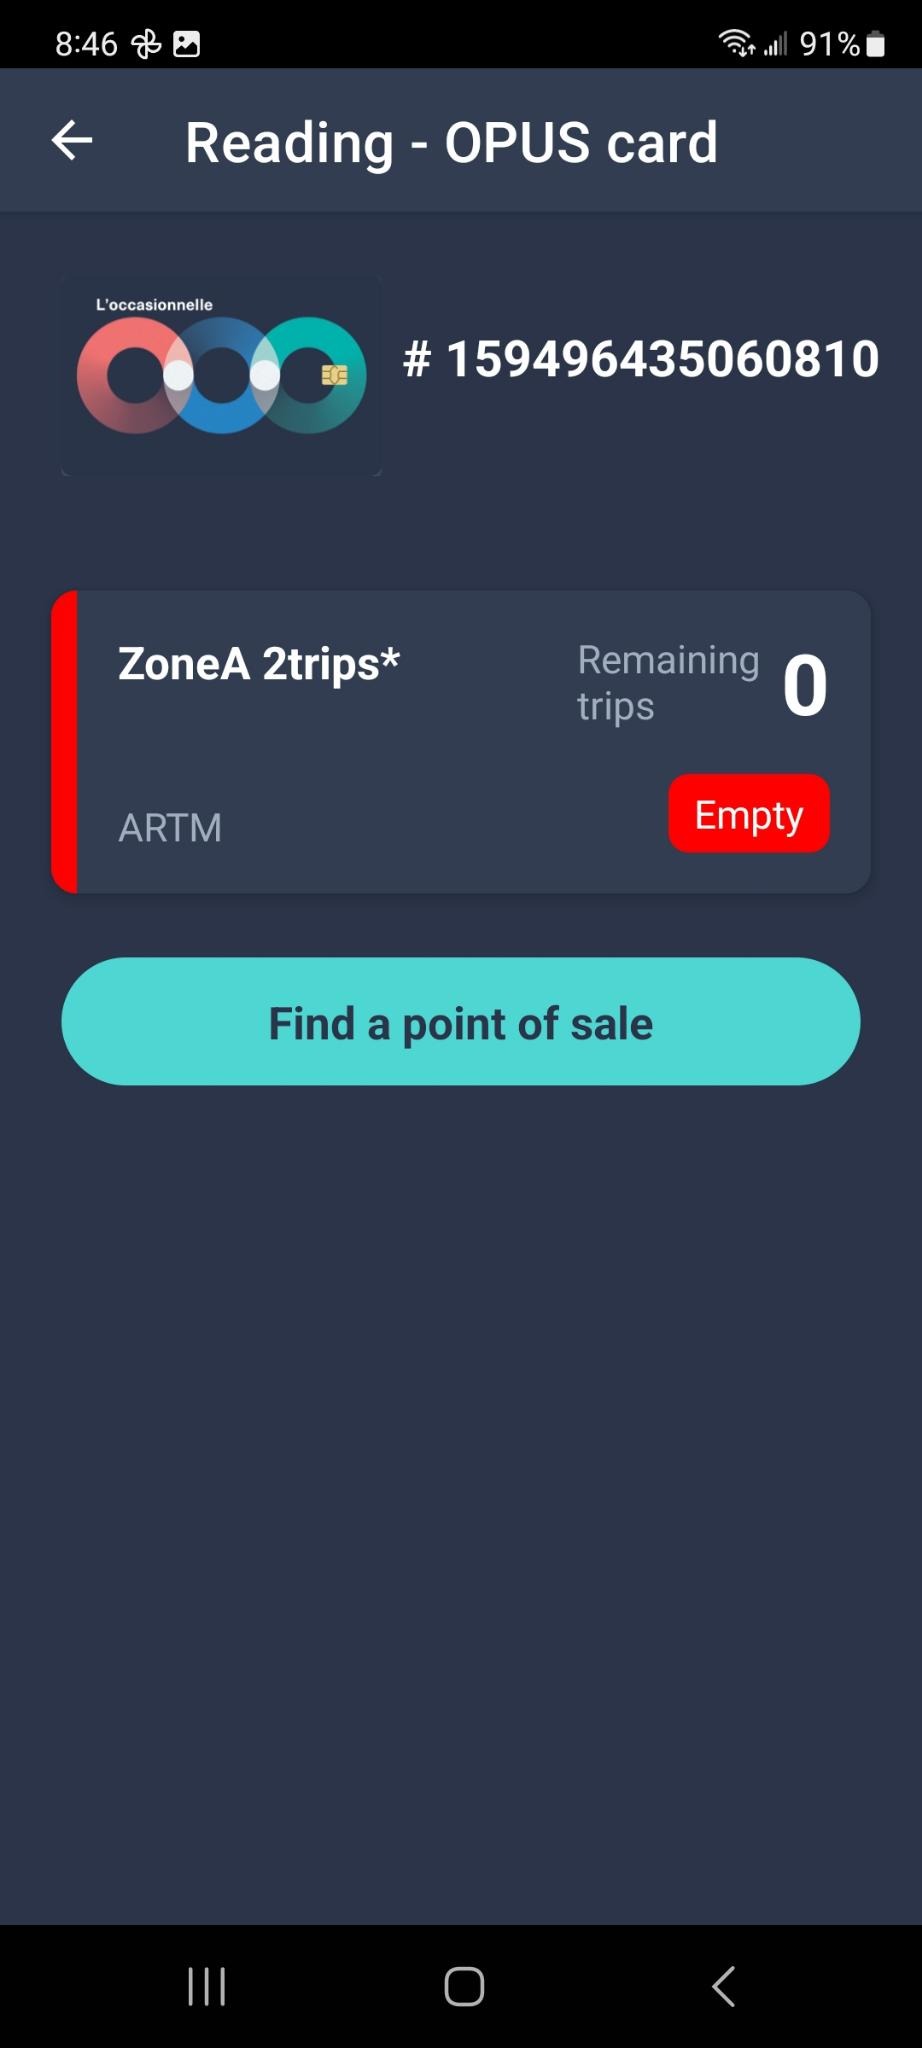 8:46
91%
Reading - OPUS card
L'occasionnelle
# 159496435060810
ZoneA 2trips*
Remaining
trips
0
ARTM
Empty
Find a point of sale